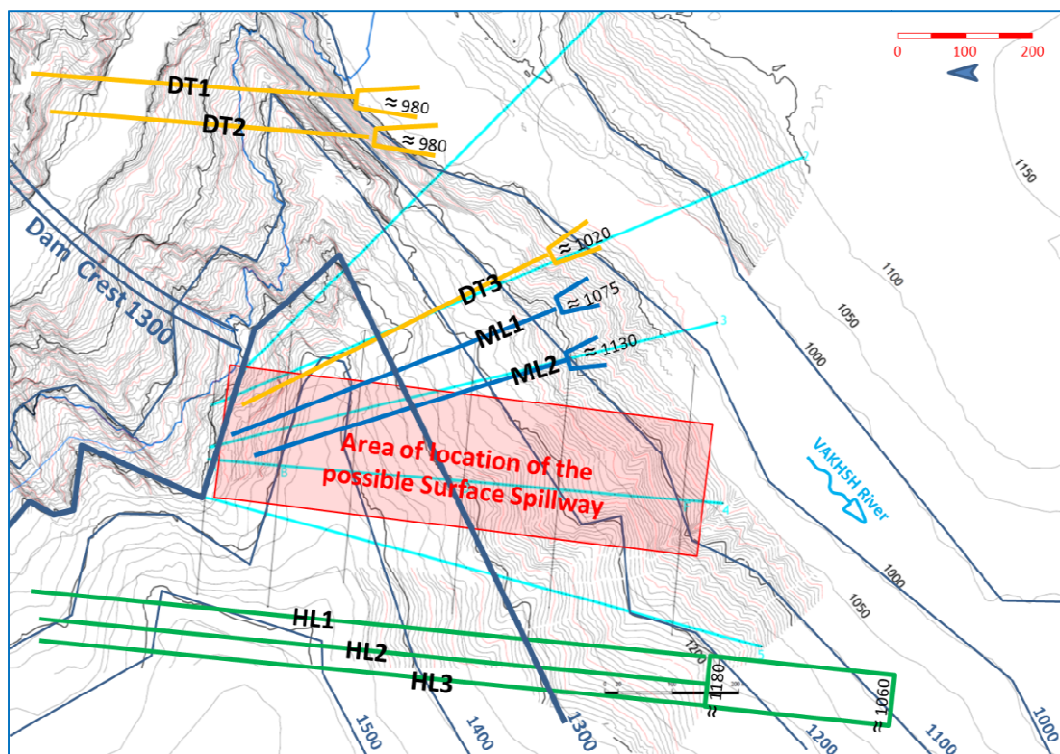 0 100 200
DT1
≈ 980
DT2
≈ 980
1150
2
Dam Crest 1300
≈ 1020
1100
DT3
≈ 1075
1050
ML1
3
≈ 1130
1000
ML2
Area of location of the
possible Surface Spillway
VAKHSH River
4
1000
1050
HL1
5
1200
HL2
HL3
≈ 1180
≈ 1060
1500
1400
1300
1200
1100
1000